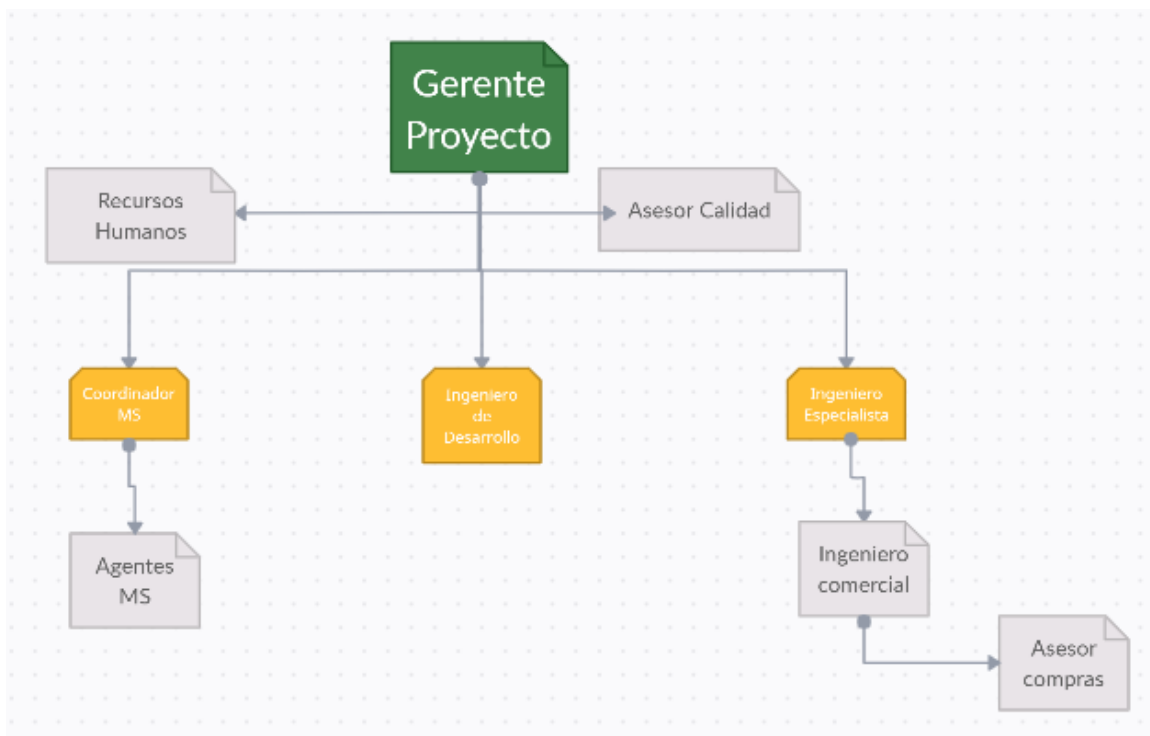 Gerente
Proyecto
Recursos
Humanos
Asesor Calidad
Coordinador
MS
Ingeniero
de
Desarrollo
Ingeniero
Especialista
Agentes
MS
Ingeniero
comercial
Asesor
compras